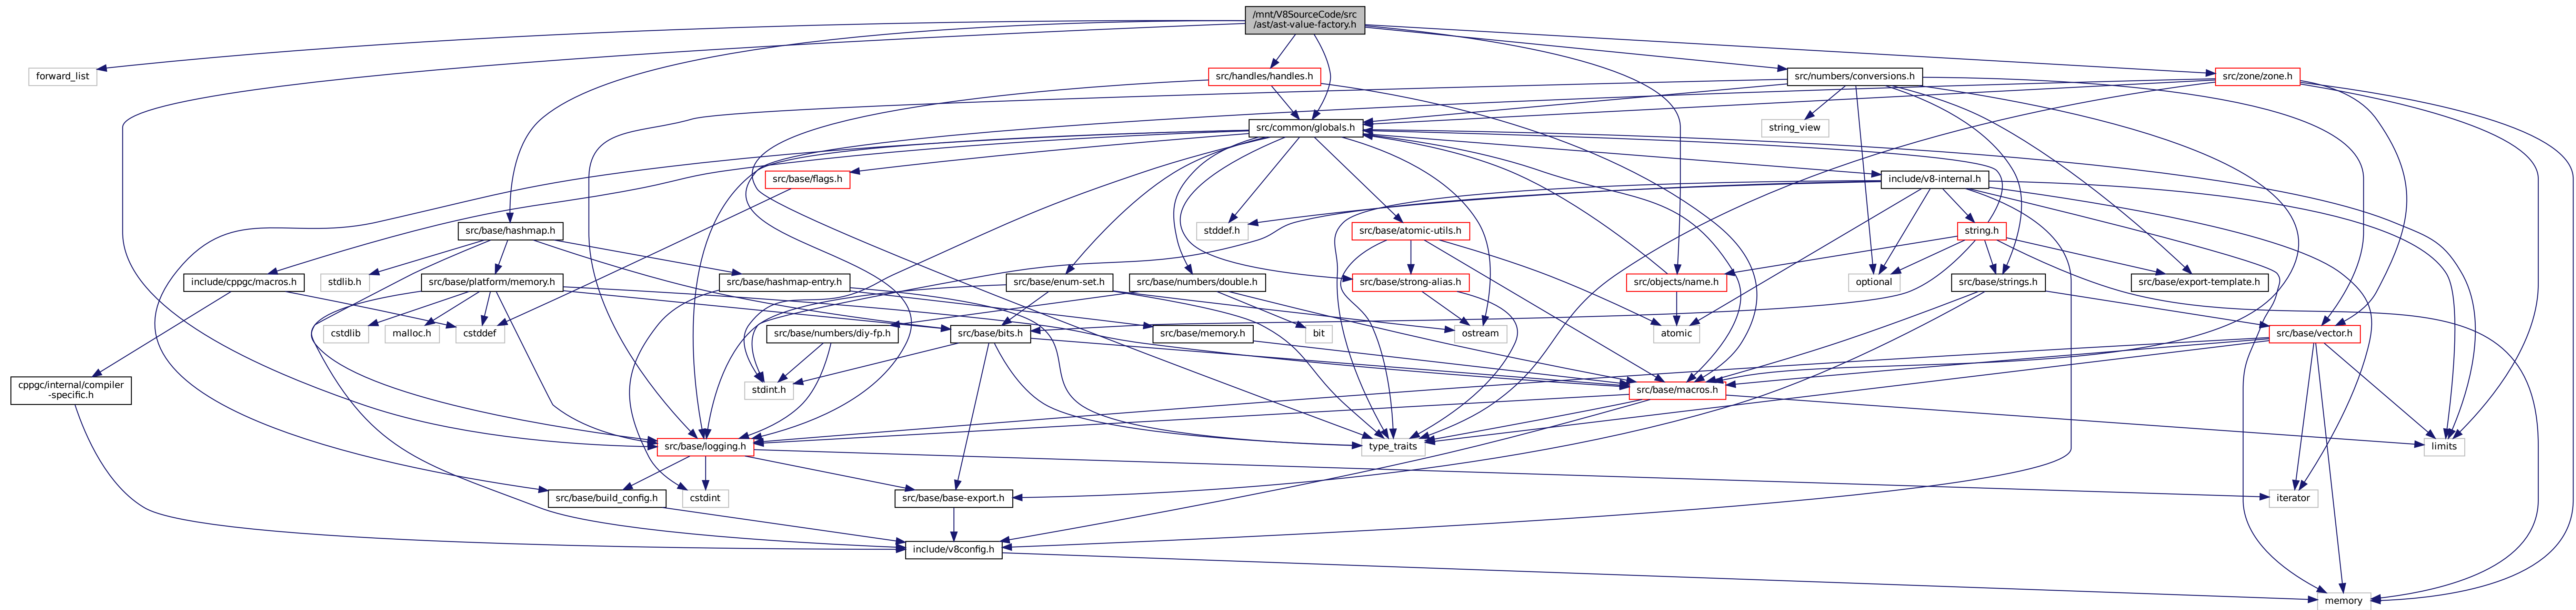 /mnt/V8SourceCode/src
/ast/ast-value-factory.h
forward_list
src/handles/handles.h
src/numbers/conversions.h
src/zone/zone.h
src/common/globals.h
string_view
src/base/flags.h
include/v8-internal.h
src/base/hashmap.h
stddef.h
src/base/atomic-utils.h
string.h
include/cppgc/macros.h
stdlib.h
src/base/platform/memory.h
src/base/hashmap-entry.h
src/base/enum-set.h
src/base/numbers/double.h
src/base/strong-alias.h
src/objects/name.h
optional
src/base/strings.h
src/base/export-template.h
cstdlib
malloc.h
cstddef
src/base/numbers/diy-fp.h
src/base/bits.h
src/base/memory.h
bit
ostream
atomic
src/base/vector.h
cppgc/internal/compiler
-specific.h
stdint.h
src/base/macros.h
src/base/logging.h
type_traits
limits
src/base/build_config.h
cstdint
src/base/base-export.h
iterator
include/v8config.h
memory